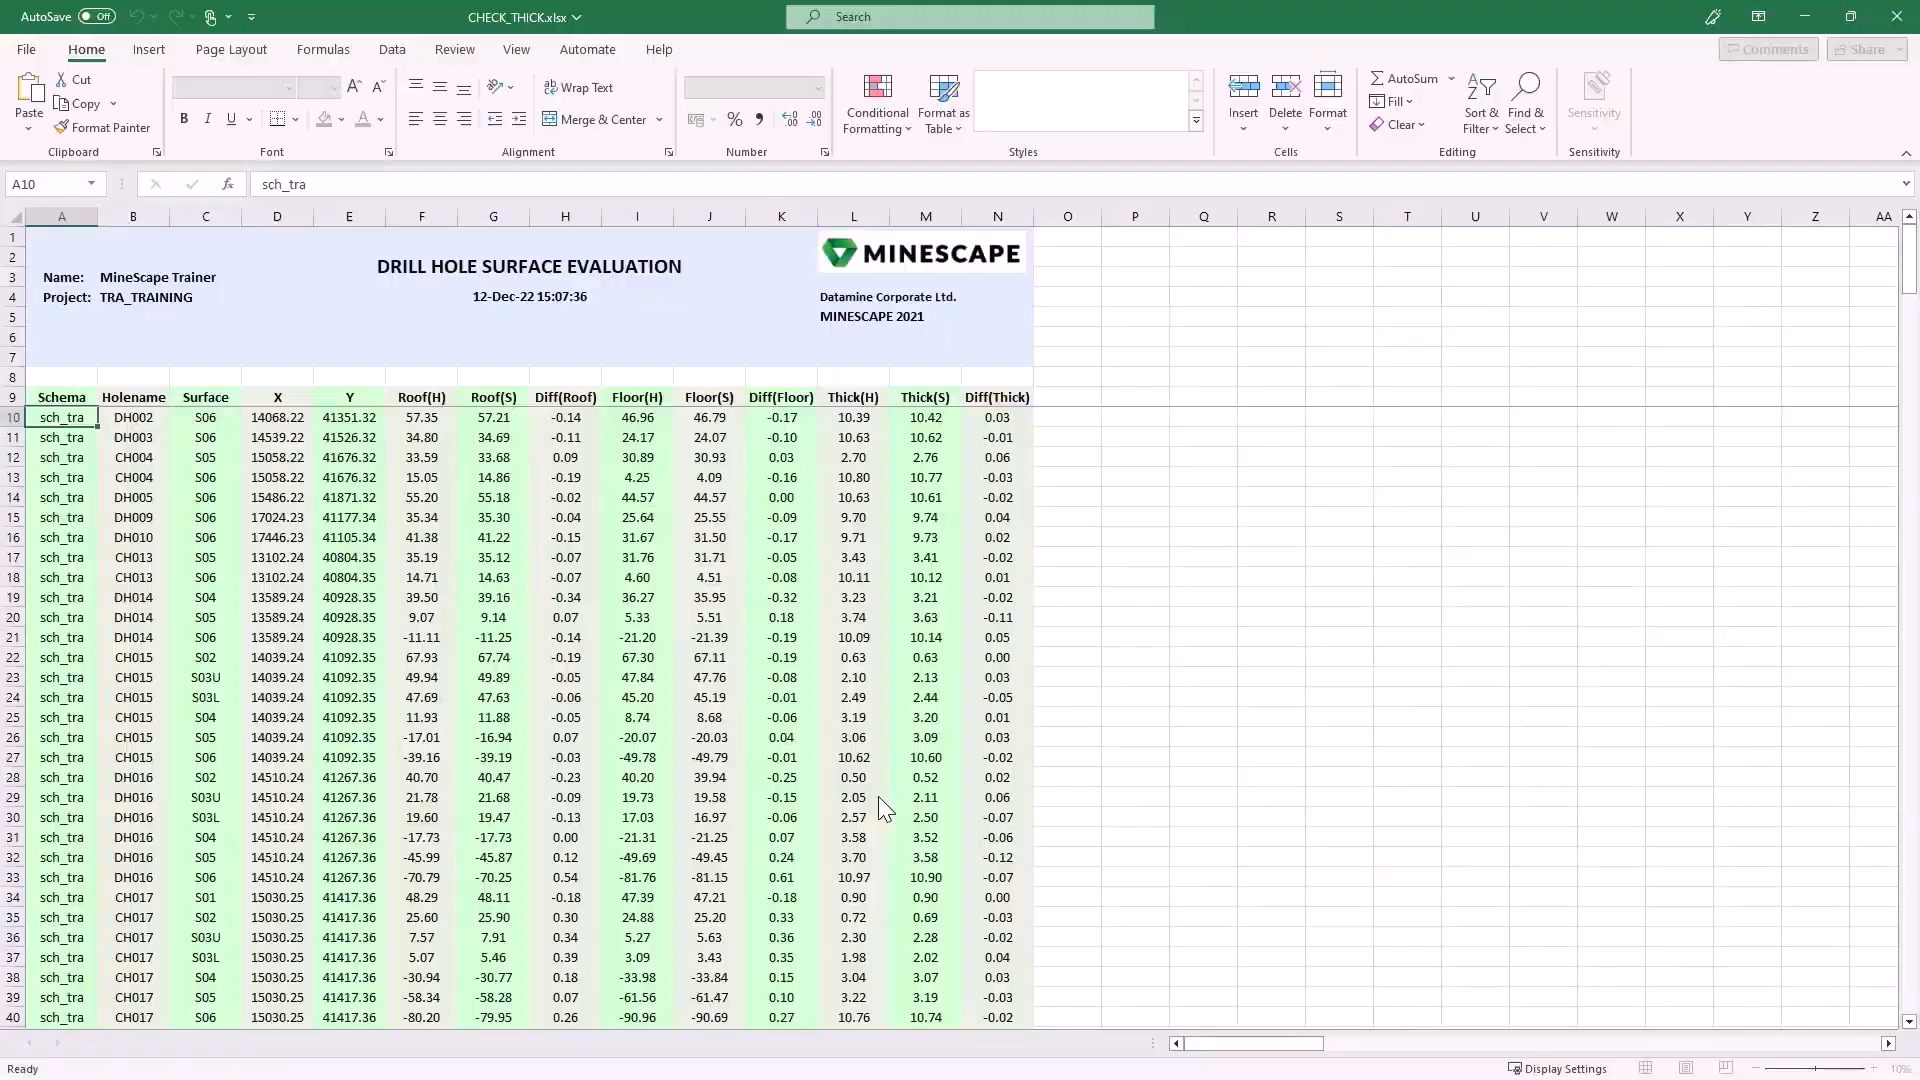 AutoSave Off CHECK_THICK.xlsx Search
File Home Insert Page Layout Formulas Data Review View Automate Help Comments Share
Cut
Copy
Format Painter
Paste
Clipboard
B I U
Font
Wrap Text
Merge & Center
Alignment
Number
Conditional Formatting
Format as Table
Styles
Insert Delete Format
Cells
AutoSum
Fill
Clear
Sort & Filter
Find & Select
Editing
Sensitivity
Sensitivity
A10 fx sch_tra
A B C D E F G H I J K L M N O P Q R S T U V W X Y Z AA
1 MINESCAPE
2 DRILL HOLE SURFACE EVALUATION
3 Name: MineScape Trainer
4 Project: TRA_TRAINING 12-Dec-22 15:07:36 Datamine Corporate Ltd.
5 MINESCAPE 2021
6
7
8
9 Schema Holename Surface X Y Roof(H) Roof(S) Diff(Roof) Floor(H) Floor(S) Diff(Floor) Thick(H) Thick(S) Diff(Thick)
10 sch_tra DH002 S06 14068.22 41351.32 57.35 57.21 -0.14 46.96 46.79 -0.17 10.39 10.42 0.03
11 sch_tra DH003 S06 14539.22 41526.32 34.80 34.69 -0.11 24.17 24.07 -0.10 10.63 10.62 -0.01
12 sch_tra CH004 S05 15058.22 41676.32 33.59 33.68 0.09 30.89 30.93 0.03 2.70 2.76 0.06
13 sch_tra CH004 S06 15058.22 41676.32 15.05 14.86 -0.19 4.25 4.09 -0.16 10.80 10.77 -0.03
14 sch_tra DH005 S06 15486.22 41871.32 55.20 55.18 -0.02 44.57 44.57 0.00 10.63 10.61 -0.02
15 sch_tra DH009 S06 17024.23 41177.34 35.34 35.30 -0.04 25.64 25.55 -0.09 9.70 9.74 0.04
16 sch_tra DH010 S06 17446.23 41105.34 41.38 41.22 -0.15 31.67 31.50 -0.17 9.71 9.73 0.02
17 sch_tra CH013 S05 13102.24 40804.35 35.19 35.12 -0.07 31.76 31.71 -0.05 3.43 3.41 -0.02
18 sch_tra CH013 S06 13102.24 40804.35 14.71 14.63 -0.07 4.60 4.51 -0.08 10.11 10.12 0.01
19 sch_tra DH014 S04 13589.24 40928.35 39.50 39.16 -0.34 36.27 35.95 -0.32 3.23 3.21 -0.02
20 sch_tra DH014 S05 13589.24 40928.35 9.07 9.14 0.07 5.33 5.51 0.18 3.74 3.63 -0.11
21 sch_tra DH014 S06 13589.24 40928.35 -11.11 -11.25 -0.14 -21.20 -21.39 -0.19 10.09 10.14 0.05
22 sch_tra CH015 S02 14039.24 41092.35 67.93 67.74 -0.19 67.30 67.11 -0.19 0.63 0.63 0.00
23 sch_tra CH015 S03U 14039.24 41092.35 49.94 49.89 -0.05 47.84 47.76 -0.08 2.10 2.13 0.03
24 sch_tra CH015 S03L 14039.24 41092.35 47.69 47.63 -0.06 45.20 45.19 -0.01 2.49 2.44 -0.05
25 sch_tra CH015 S04 14039.24 41092.35 11.93 11.88 -0.05 8.74 8.68 -0.06 3.19 3.20 0.01
26 sch_tra CH015 S05 14039.24 41092.35 -17.01 -16.94 0.07 -20.07 -20.03 0.04 3.06 3.09 0.03
27 sch_tra CH015 S06 14039.24 41092.35 -39.16 -39.19 -0.03 -49.78 -49.79 -0.01 10.62 10.60 -0.02
28 sch_tra DH016 S02 14510.24 41267.36 40.70 40.47 -0.23 40.20 39.94 -0.25 0.50 0.52 0.02
29 sch_tra DH016 S03U 14510.24 41267.36 21.78 21.68 -0.09 19.73 19.58 -0.15 2.05 2.11 0.06
30 sch_tra DH016 S03L 14510.24 41267.36 19.60 19.47 -0.13 17.03 16.97 -0.06 2.57 2.50 -0.07
31 sch_tra DH016 S04 14510.24 41267.36 -17.73 -17.73 0.00 -21.31 -21.25 0.07 3.58 3.52 -0.06
32 sch_tra DH016 S05 14510.24 41267.36 -45.99 -45.87 0.12 -49.69 -49.45 0.24 3.70 3.58 -0.12
33 sch_tra DH016 S06 14510.24 41267.36 -70.79 -70.25 0.54 -81.76 -81.15 0.61 10.97 10.90 -0.07
34 sch_tra CH017 S01 15030.25 41417.36 48.29 48.11 -0.18 47.39 47.21 -0.18 0.90 0.90 0.00
35 sch_tra CH017 S02 15030.25 41417.36 25.60 25.90 0.30 24.88 25.20 0.33 0.72 0.69 -0.03
36 sch_tra CH017 S03U 15030.25 41417.36 7.57 7.91 0.34 5.27 5.63 0.36 2.30 2.28 -0.02
37 sch_tra CH017 S03L 15030.25 41417.36 5.07 5.46 0.39 3.09 3.43 0.35 1.98 2.02 0.04
38 sch_tra CH017 S04 15030.25 41417.36 -30.94 -30.77 0.18 -33.98 -33.84 0.15 3.04 3.07 0.03
39 sch_tra CH017 S05 15030.25 41417.36 -58.34 -58.28 0.07 -61.56 -61.47 0.10 3.22 3.19 -0.03
40 sch_tra CH017 S06 15030.25 41417.36 -80.20 -79.95 0.26 -90.96 -90.69 0.27 10.76 10.74 -0.02
Ready Display Settings